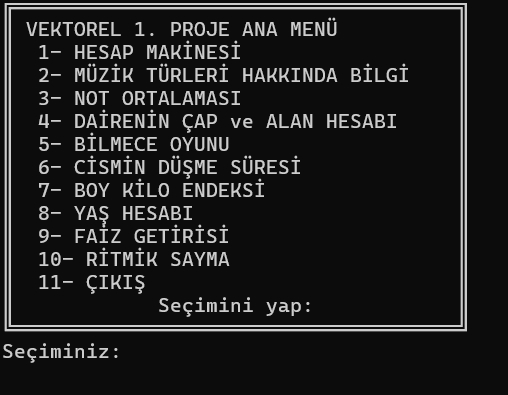 VEKTOREL 1. PROJE ANA MENÜ
1- HESAP MAKİNESİ
2- MÜZİK TÜRLERİ HAKKINDA BİLGİ
3- NOT ORTALAMASI
4- DAİRENİN ÇAP ve ALAN HESABI
5- BİLMECE OYUNU
6- CİSMİN DÜŞME SÜRESİ
7- BOY KİLO ENDEKSİ
8- YAŞ HESABI
9- FAİZ GETİRİSİ
10- RİTMİK SAYMA
11- ÇIKIŞ
Seçimini yap:
Seçiminiz: